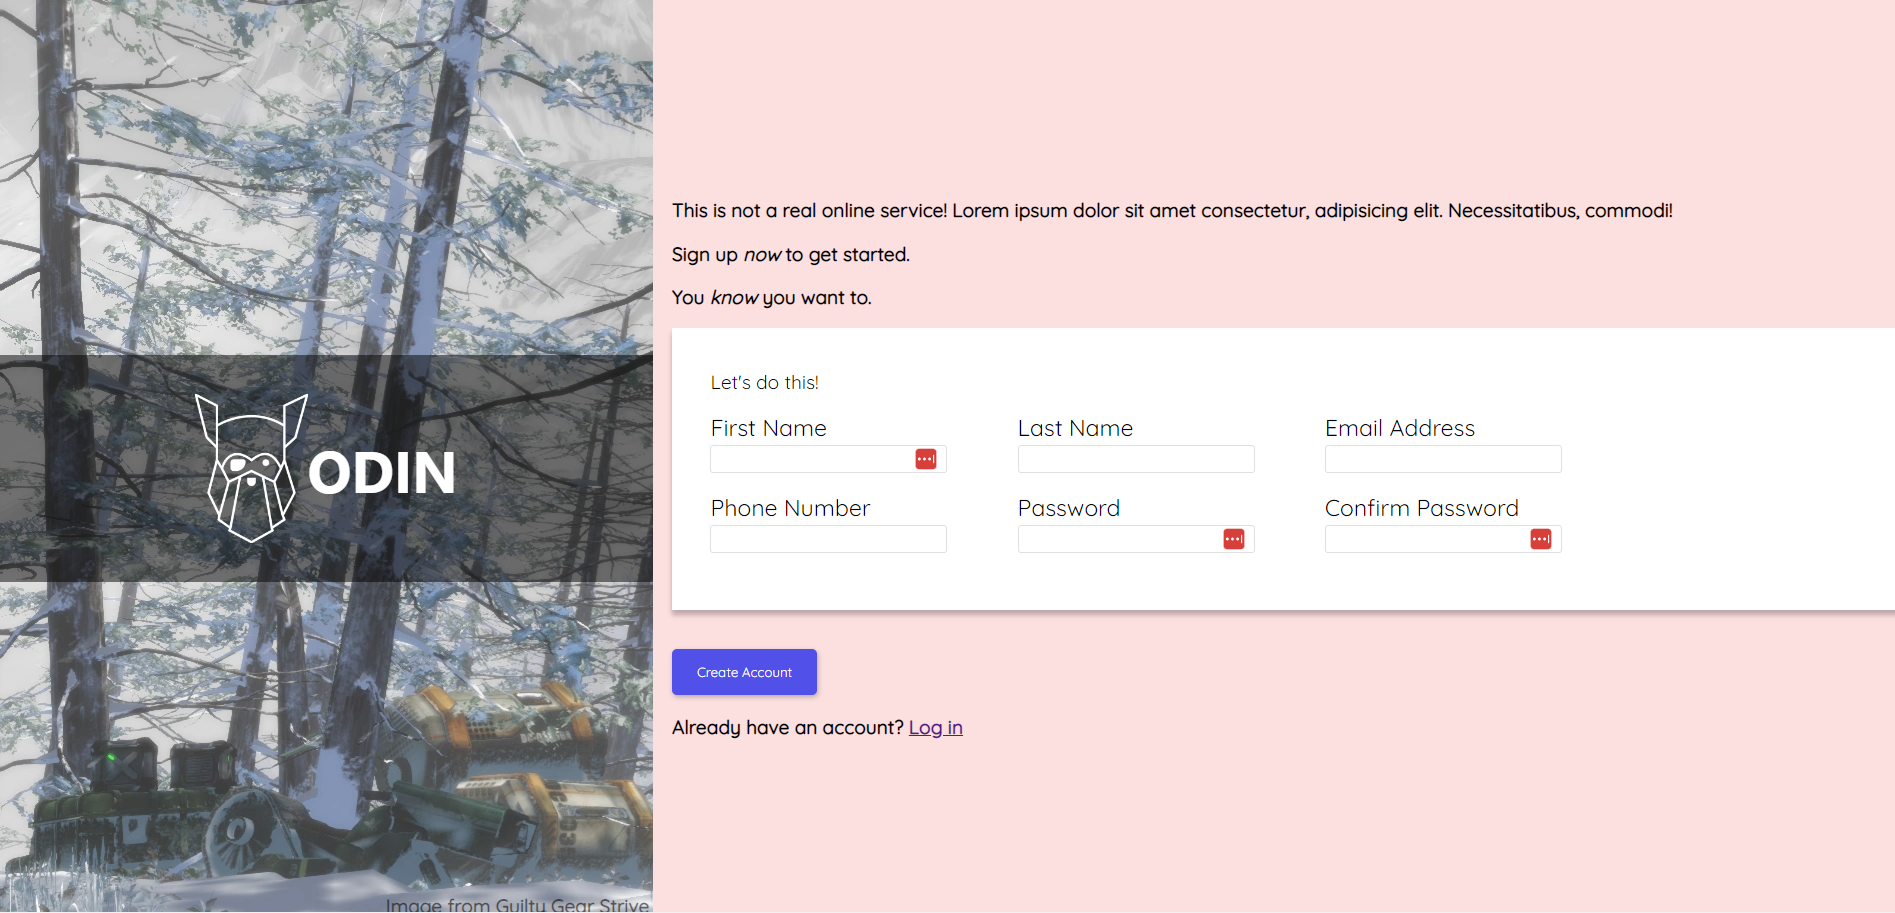 This is not a real online service! Lorem ipsum dolor sit amet consectetur, adipisicing elit. Necessitatibus, commodi!
Sign up now to get started.
You know you want to.
Let's do this!
First Name
Last Name
Email Address
Phone Number
Password
Confirm Password
ODIN
Create Account
Already have an account? Log in
Image from Guilty Gear Strive